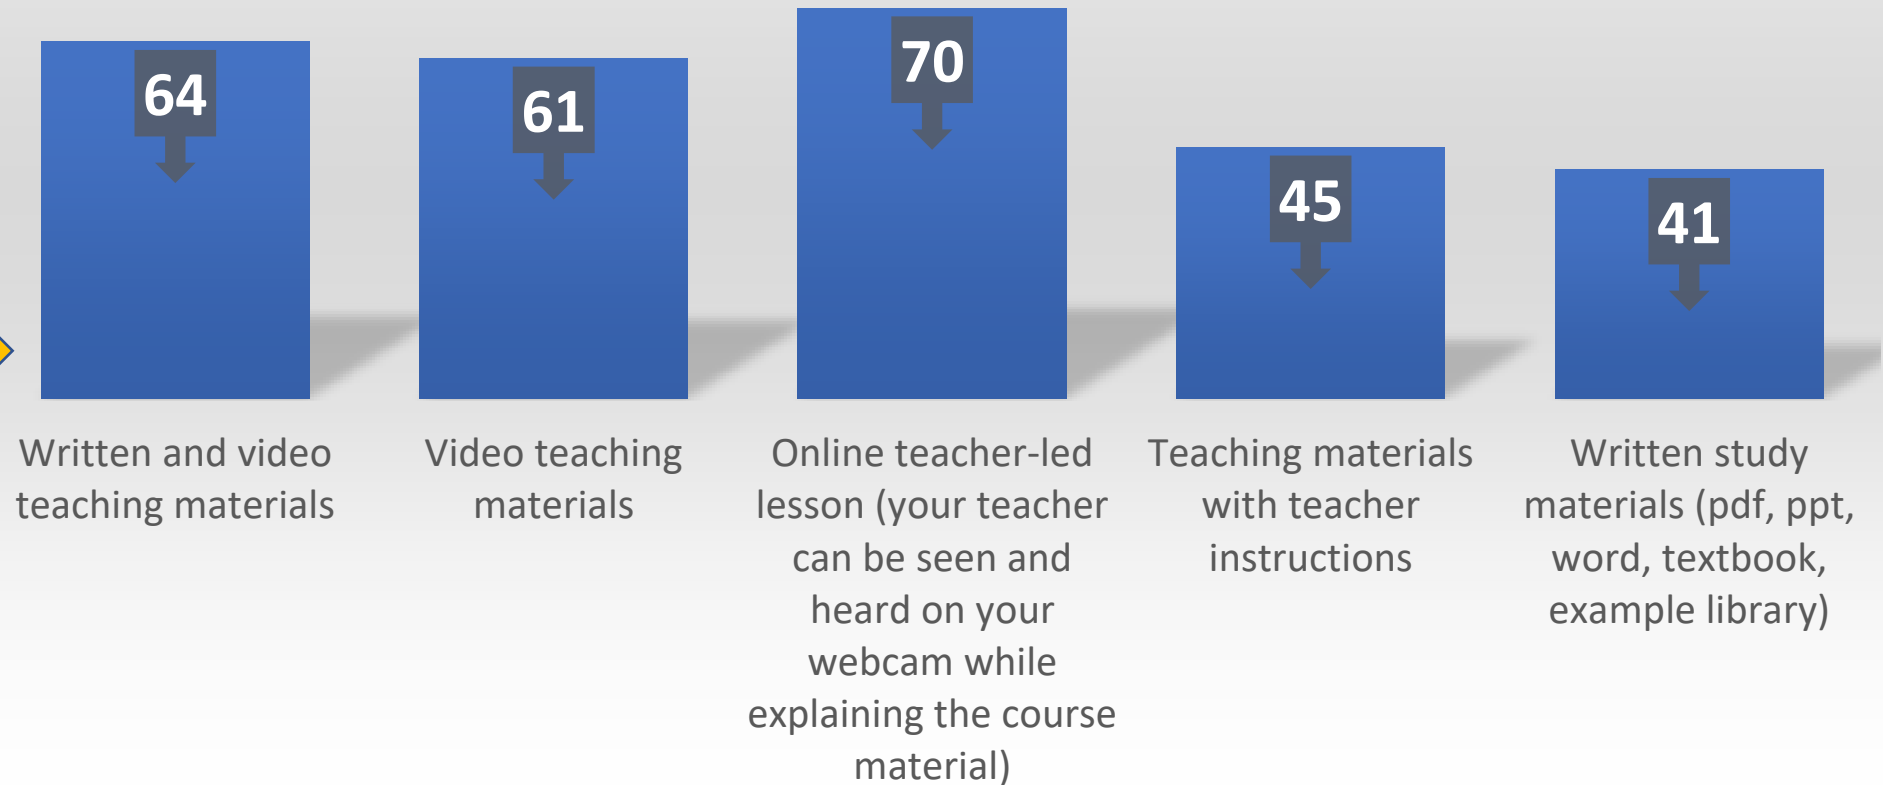 64
61
70
45
41
Written and video
teaching materials
Video teaching
materials
Online teacher-led
lesson (your teacher
can be seen and
heard on your
webcam while
explaining the course
material)
Teaching materials
with teacher
instructions
Written study
materials (pdf, ppt,
word, textbook,
example library)